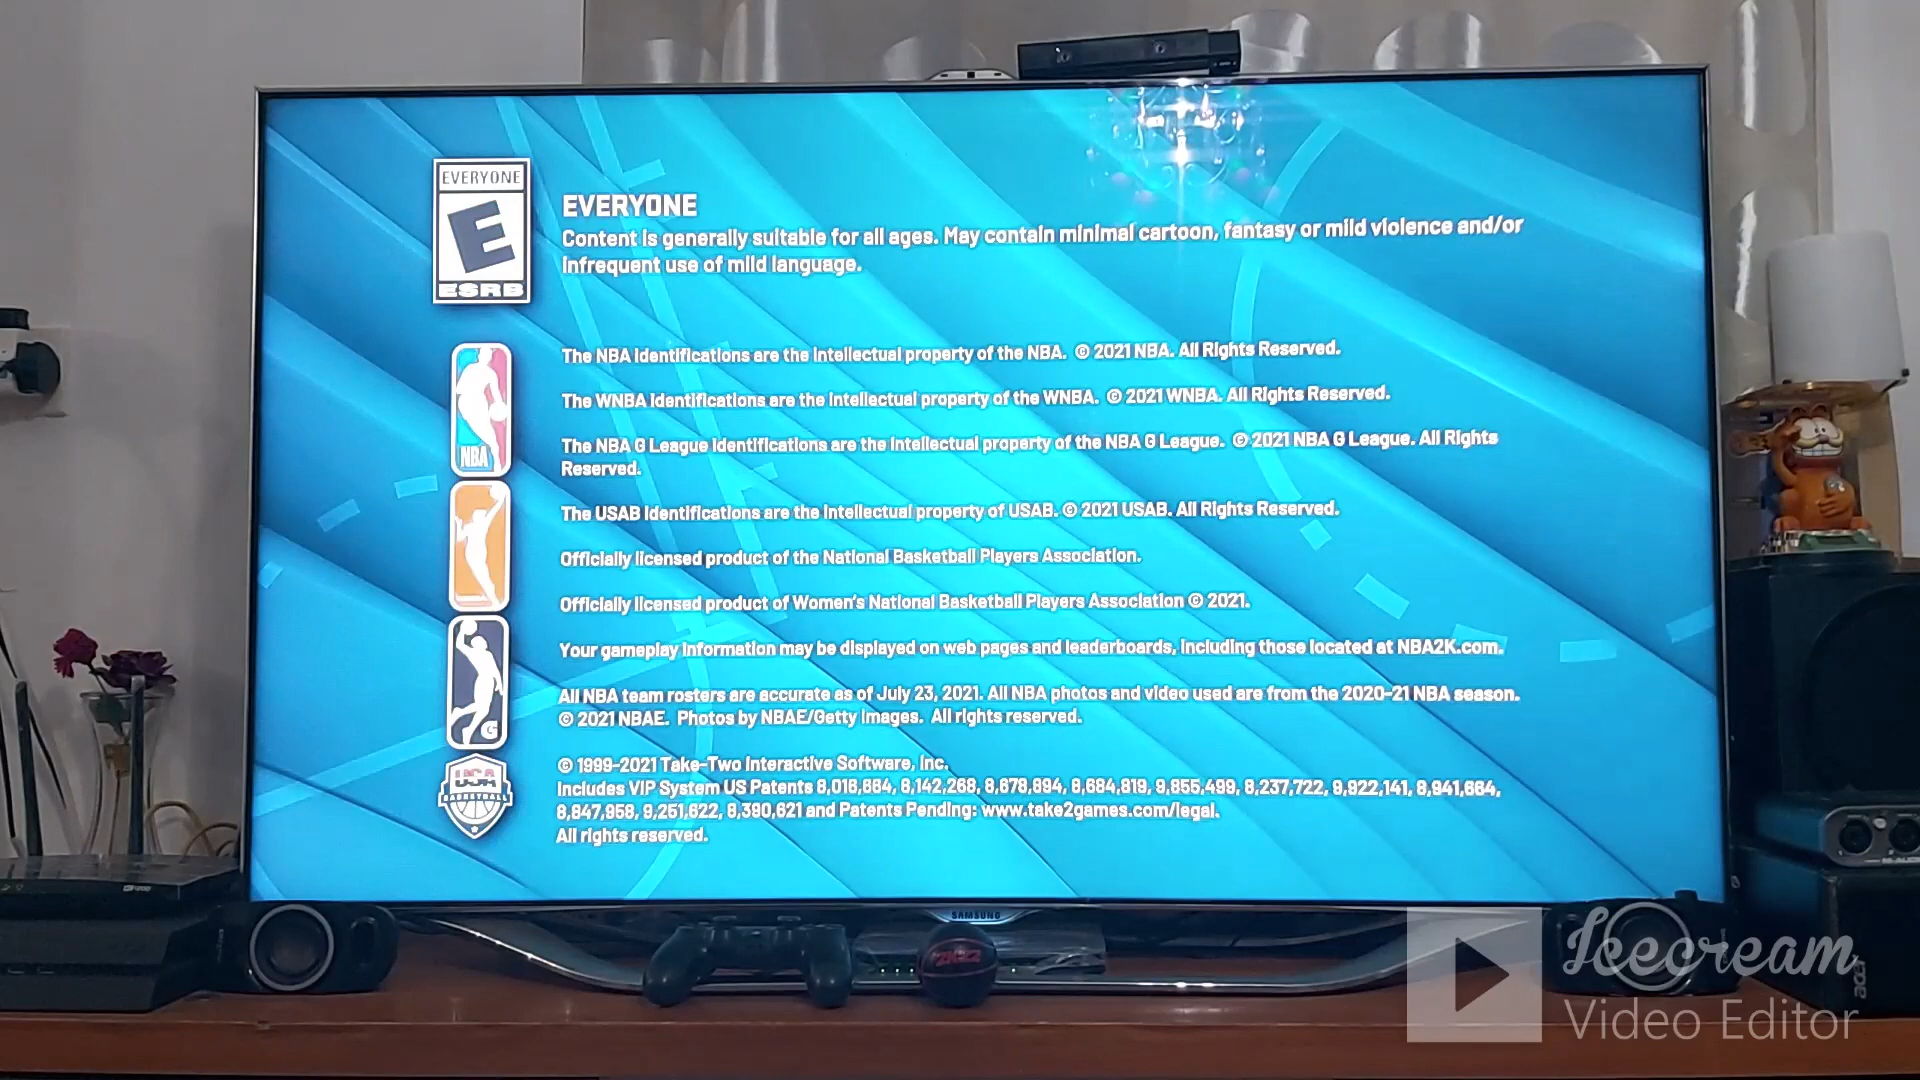 EVERYONE
E
ESRB
EVERYONE
Content is generally suitable for all ages. May contain minimal cartoon, fantasy or mild violence and/or
infrequent use of mild language.
The NBA identifications are the intellectual property of the NBA. © 2021 NBA. All Rights Reserved.
The WNBA identifications are the intellectual property of the WNBA. © 2021 WNBA. All Rights Reserved.
The NBA G League identifications are the intellectual property of the NBA G League. © 2021 NBA G League. All Rights
Reserved.
NBA
The USAB identifications are the intellectual property of USAB. © 2021 USAB. All Rights Reserved.
Officially licensed product of the National Basketball Players Association.
Officially licensed product of Women's National Basketball Players Association © 2021.
Your gameplay information may be displayed on web pages and leaderboards, including those located at NBA2K.com.
All NBA team rosters are accurate as of July 23, 2021. All NBA photos and video used are from the 2020-21 NBA season.
© 2021 NBAE. Photos by NBAE/Getty Images. All rights reserved.
G
© 1999-2021 Take-Two Interactive Software, Inc.
Includes VIP System US Patents 8,016,664, 8,142,268, 8,678,894, 8,684,819, 9,855,499, 8,237,722, 9,922,141, 8,941,664,
8,847,958, 9,251,622, 8,390,621 and Patents Pending: www.take2games.com/legal.
All rights reserved.
USA
BASKETBALL
SAMSUNG
2K22
acer
Icecream
Video Editor